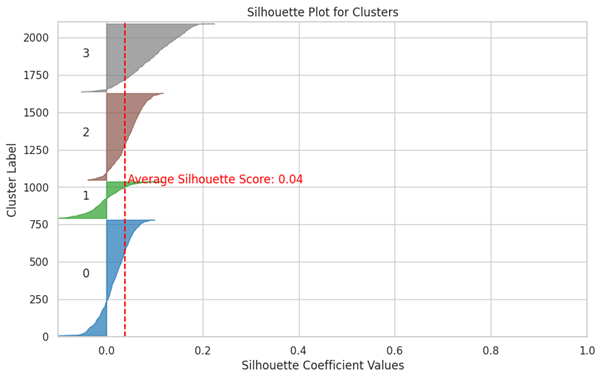 Silhouette Plot for Clusters
2000
1750
1500
1250
1000
750
500
250
0
Cluster Label
3
2
1
0
Average Silhouette Score: 0.04
0.0 0.2 0.4 0.6 0.8 1.0
Silhouette Coefficient Values